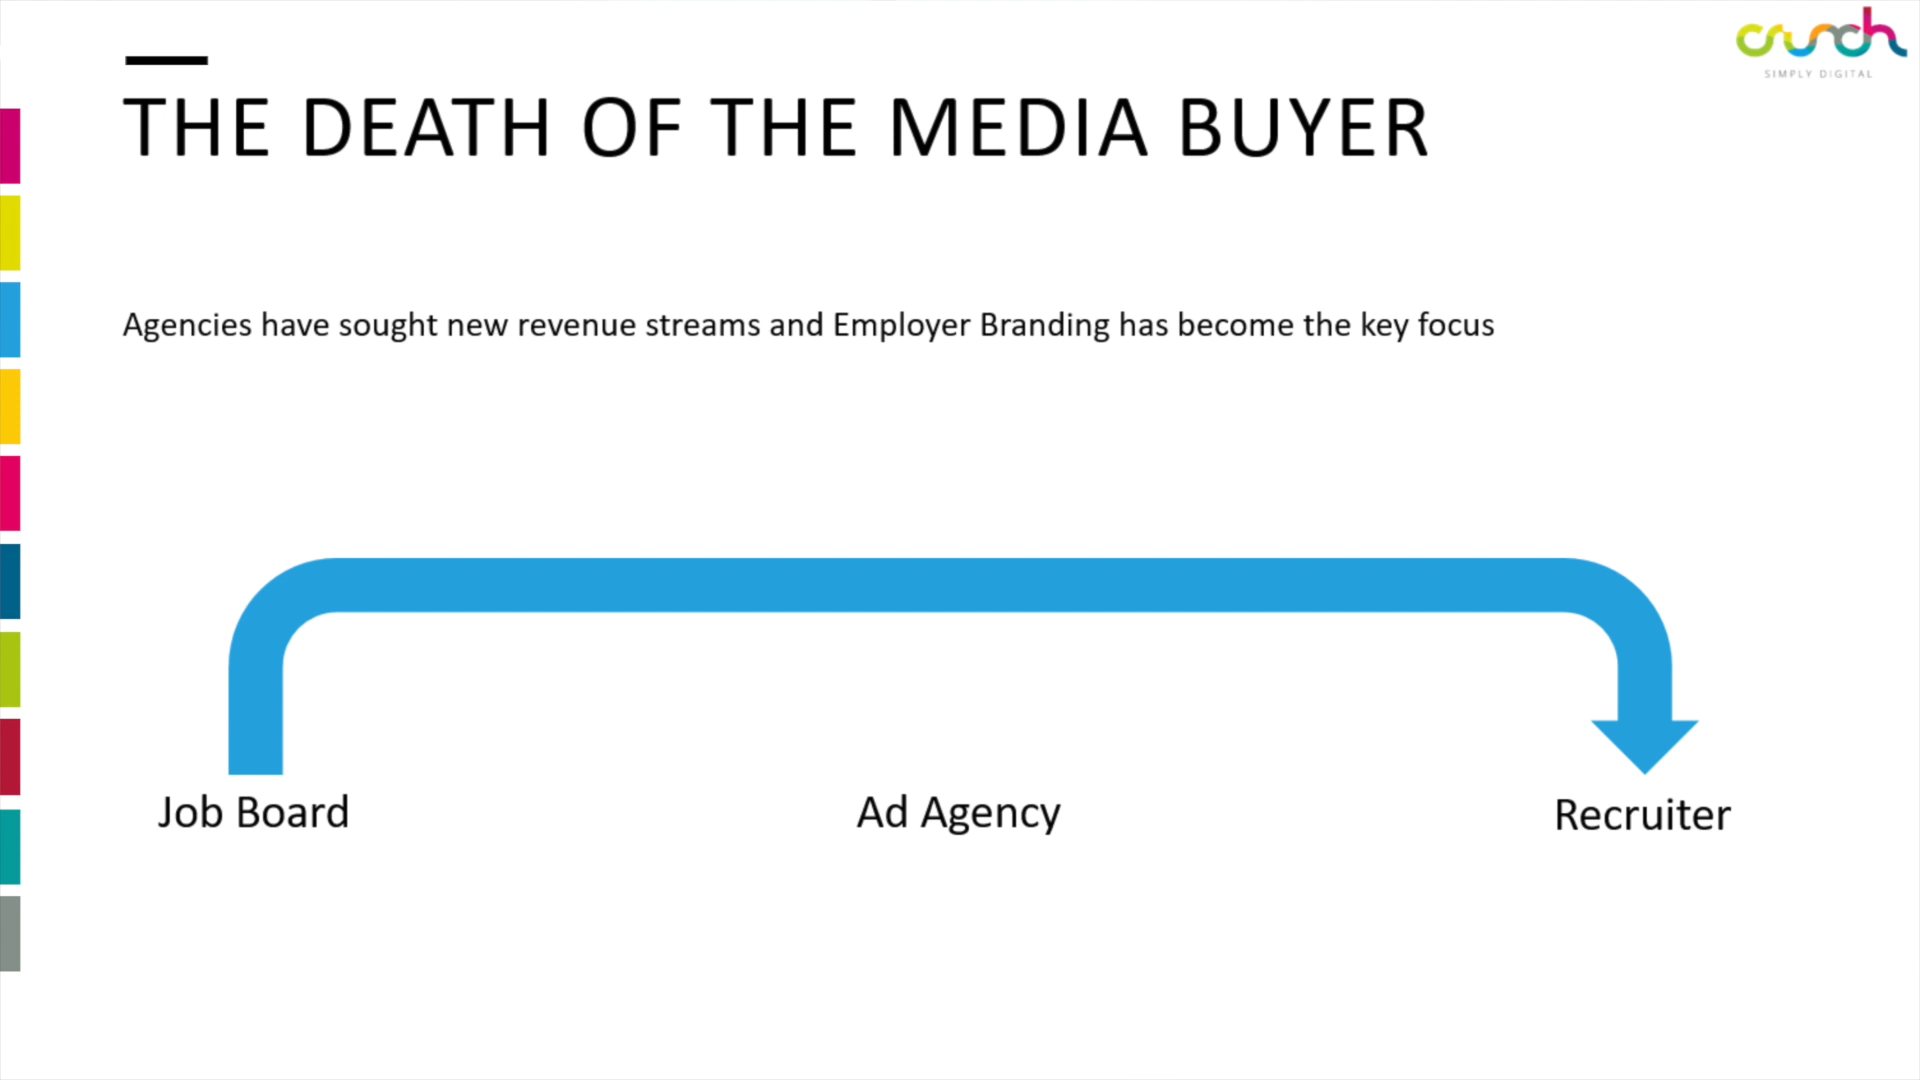 crunch
SIMPLY DIGITAL
THE DEATH OF THE MEDIA BUYER
Agencies have sought new revenue streams and Employer Branding has become the key focus
Job Board
Ad Agency
Recruiter